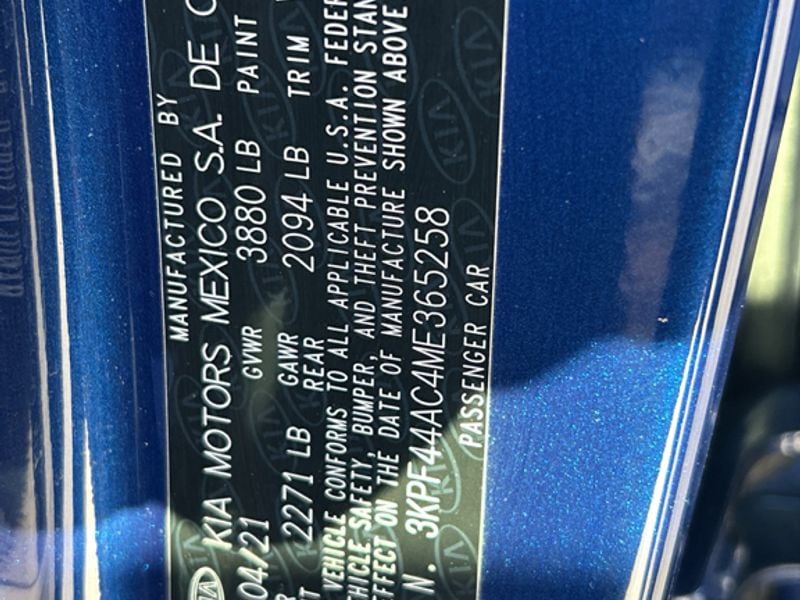 MANUFACTURED BY
KIA MOTORS MEXICO S.A. DE C
04/21 GVWR 3880 LB PAINT
2271 LB GAWR REAR 2094 LB TRIM
VEHICLE CONFORMS TO ALL APPLICABLE U.S.A. FEDER
HICLE SAFETY, BUMPER, AND THEFT PREVENTION STAN
EFFECT ON THE DATE OF MANUFACTURE SHOWN ABOVE
N. 3KPF44AC4ME365258
PASSENGER CAR